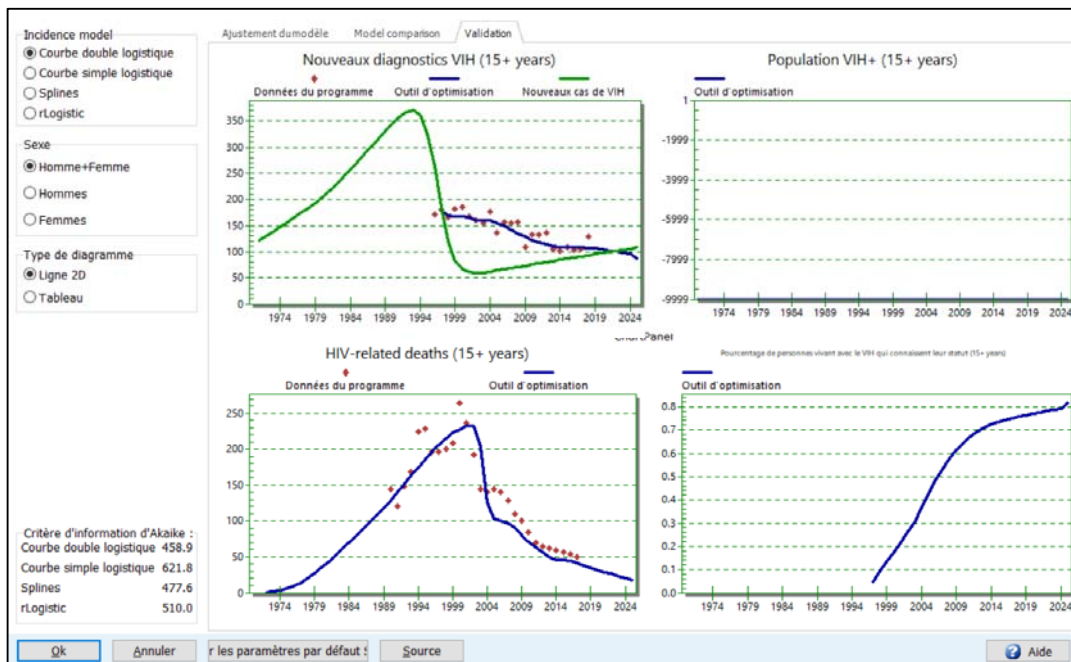 Incidence model
Courbe double logistique
Courbe simple logistique
Splines
rLogistic
Sexe
Homme+Femme
Hommes
Femmes
Type de diagramme
Ligne 2D
Tableau
Critère d'information d'Akaike :
Courbe double logistique 458.9
Courbe simple logistique 621.8
Splines 477.6
rLogistic 510.0
Ajustement du modèle Model comparison Validation
Nouveaux diagnostics VIH (15+ years)
Données du programme Outil d'optimisation Nouveaux cas de VIH
350
300
250
200
150
100
50
0
1974 1979 1984 1989 1994 1999 2004 2009 2014 2019 2024
Population VIH+ (15+ years)
Outil d'optimisation
1
-1999
-3999
-5999
-7999
-9999
1974 1979 1984 1989 1994 1999 2004 2009 2014 2019 2024
ChartPanel
HIV-related deaths (15+ years)
Données du programme Outil d'optimisation
250
200
150
100
50
0
1974 1979 1984 1989 1994 1999 2004 2009 2014 2019 2024
Pourcentage de personnes vivant avec le VIH qui connaissent leur statut (15+ years)
Outil d'optimisation
0.8
0.7
0.6
0.5
0.4
0.3
0.2
0.1
0.0
1974 1979 1984 1989 1994 1999 2004 2009 2014 2019 2024
Ok Annuler r les paramètres par défaut S Source Aide